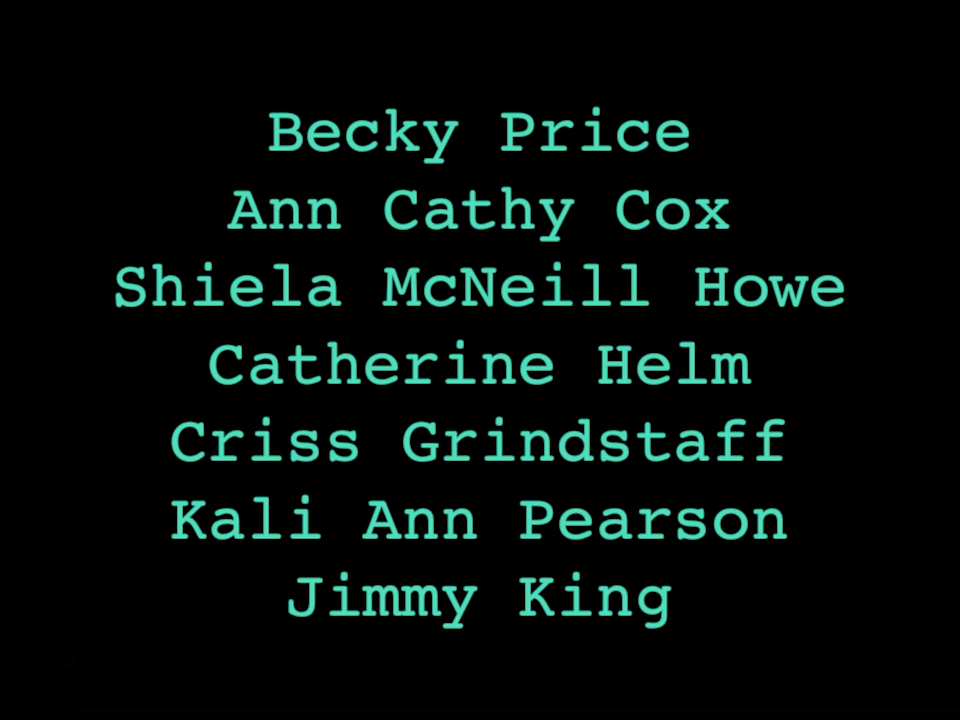 Becky Price
Ann Cathy Cox
Shiela McNeill Howe
Catherine Helm
Criss Grindstaff
Kali Ann Pearson
Jimmy King